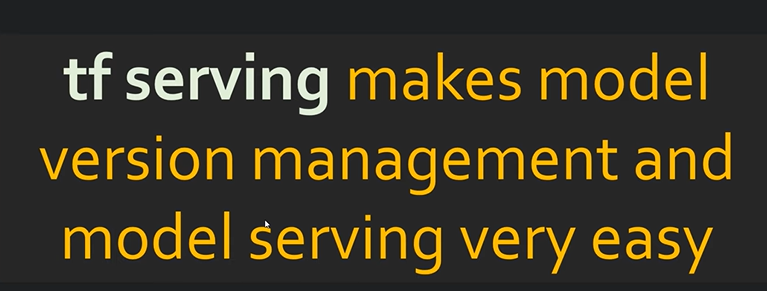 tf serving makes model
version management and
model serving very easy